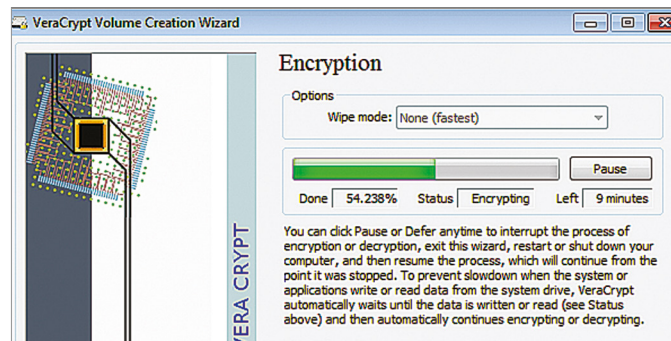 VeraCrypt Volume Creation Wizard
Encryption
Options
Wipe mode: None (fastest)
Pause
Done 54.238% Status Encrypting Left 9 minutes
You can click Pause or Defer anytime to interrupt the process of
encryption or decryption, exit this wizard, restart or shut down your
computer, and then resume the process, which will continue from the
point it was stopped. To prevent slowdown when the system or
applications write or read data from the system drive, VeraCrypt
automatically waits until the data is written or read (see Status
above) and then automatically continues encrypting or decrypting.
VERA CRYPT